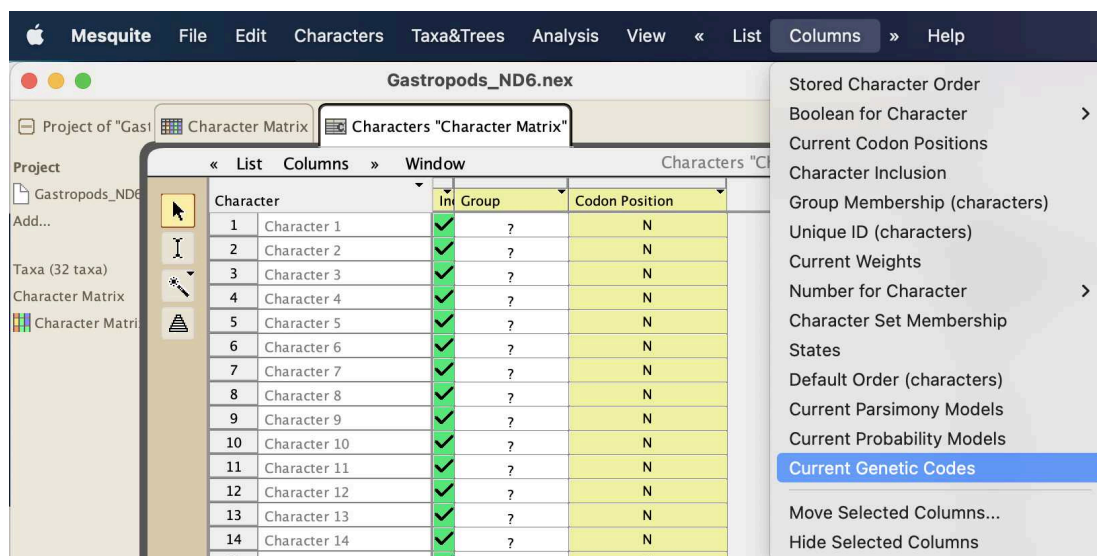 Mesquite File Edit Characters Taxa&Trees Analysis View « List Columns » Help
Gastropods_ND6.nex
Project of "Gast Character Matrix Characters "Character Matrix"
« List Columns » Window Characters "Ch
Project
Gastropods_ND6
Add...
Taxa (32 taxa)
Character Matrix
Character Matri
Character In Group Codon Position
1 Character 1 ? N
2 Character 2 ? N
3 Character 3 ? N
4 Character 4 ? N
5 Character 5 ? N
6 Character 6 ? N
7 Character 7 ? N
8 Character 8 ? N
9 Character 9 ? N
10 Character 10 ? N
11 Character 11 ? N
12 Character 12 ? N
13 Character 13 ? N
14 Character 14 ? N
Stored Character Order
Boolean for Character
Current Codon Positions
Character Inclusion
Group Membership (characters)
Unique ID (characters)
Current Weights
Number for Character
Character Set Membership
States
Default Order (characters)
Current Parsimony Models
Current Probability Models
Current Genetic Codes
Move Selected Columns...
Hide Selected Columns